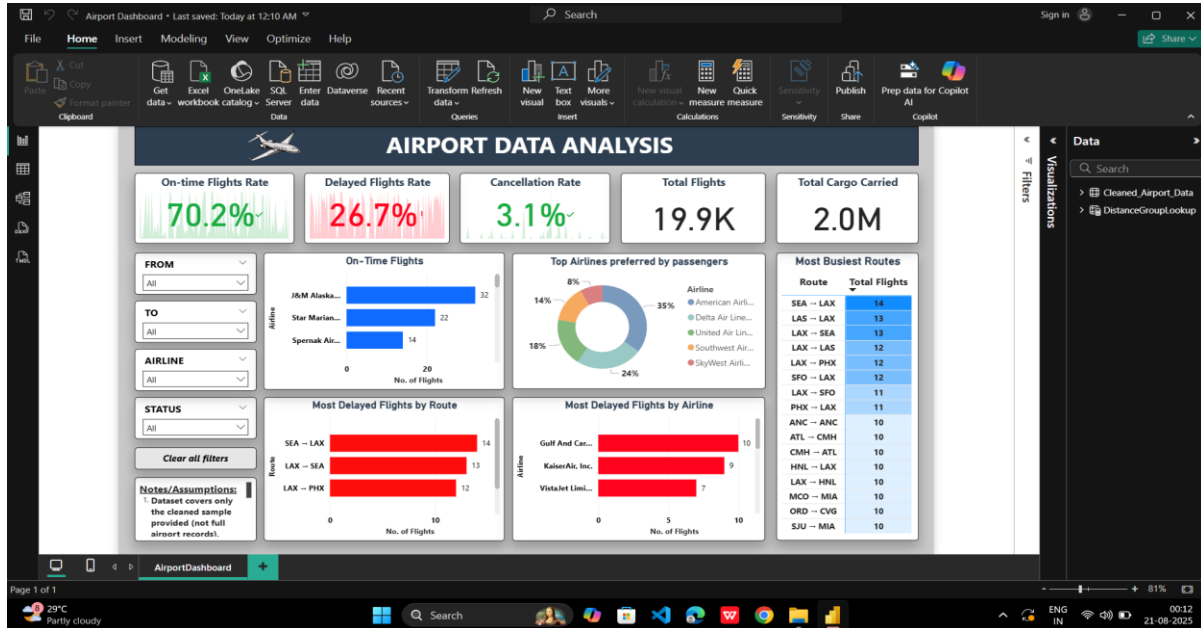 Airport Dashboard • Last saved: Today at 12:10 AM
Search
Sign in
File Home Insert Modeling View Optimize Help
Share
Paste
Cut
Copy
Format painter
Clipboard
Get data
Excel workbook
OneLake catalog
SQL Server
Enter data
Dataverse
Recent sources
Data
Transform data
Refresh
Queries
New visual
Text box
More visuals
Insert
New visual calculation
New measure
Quick measure
Calculations
Sensitivity
Sensitivity
Publish
Share
Prep data for AI
Copilot
Copilot
AIRPORT DATA ANALYSIS
On-time Flights Rate
70.2%
Delayed Flights Rate
26.7%
Cancellation Rate
3.1%
Total Flights
19.9K
Total Cargo Carried
2.0M
FROM
All
TO
All
AIRLINE
All
STATUS
All
Clear all filters
Notes/Assumptions:
1. Dataset covers only
the cleaned sample
provided (not full
airport records).
On-Time Flights
Airline
J&M Alaska... 32
Star Marian... 22
Spernak Air... 14
0 20
No. of Flights
Top Airlines preferred by passengers
8%
14%
35%
18%
24%
Airline
American Airli...
Delta Air Line...
United Air Lin...
Southwest Air...
SkyWest Airli...
Most Delayed Flights by Route
Route
SEA → LAX 14
LAX → SEA 13
LAX → PHX 12
0 10
No. of Flights
Most Delayed Flights by Airline
Airline
Gulf And Car... 10
KaiserAir, Inc. 9
VistaJet Limi... 7
0 5 10
No. of Flights
Most Busiest Routes
Route Total Flights
SEA → LAX 14
LAS → LAX 13
LAX → SEA 13
LAX → LAS 12
LAX → PHX 12
SFO → LAX 12
LAX → SFO 11
PHX → LAX 11
ANC → ANC 10
ATL → CMH 10
CMH → ATL 10
HNL → LAX 10
LAX → HNL 10
MCO → MIA 10
ORD → CVG 10
SJU → MIA 10
Filters
Visualizations
Data
Search
Cleaned_Airport_Data
DistanceGroupLookup
AirportDashboard
Page 1 of 1
81%
8
29°C
Partly cloudy
Search
ENG
IN
00:12
21-08-2025